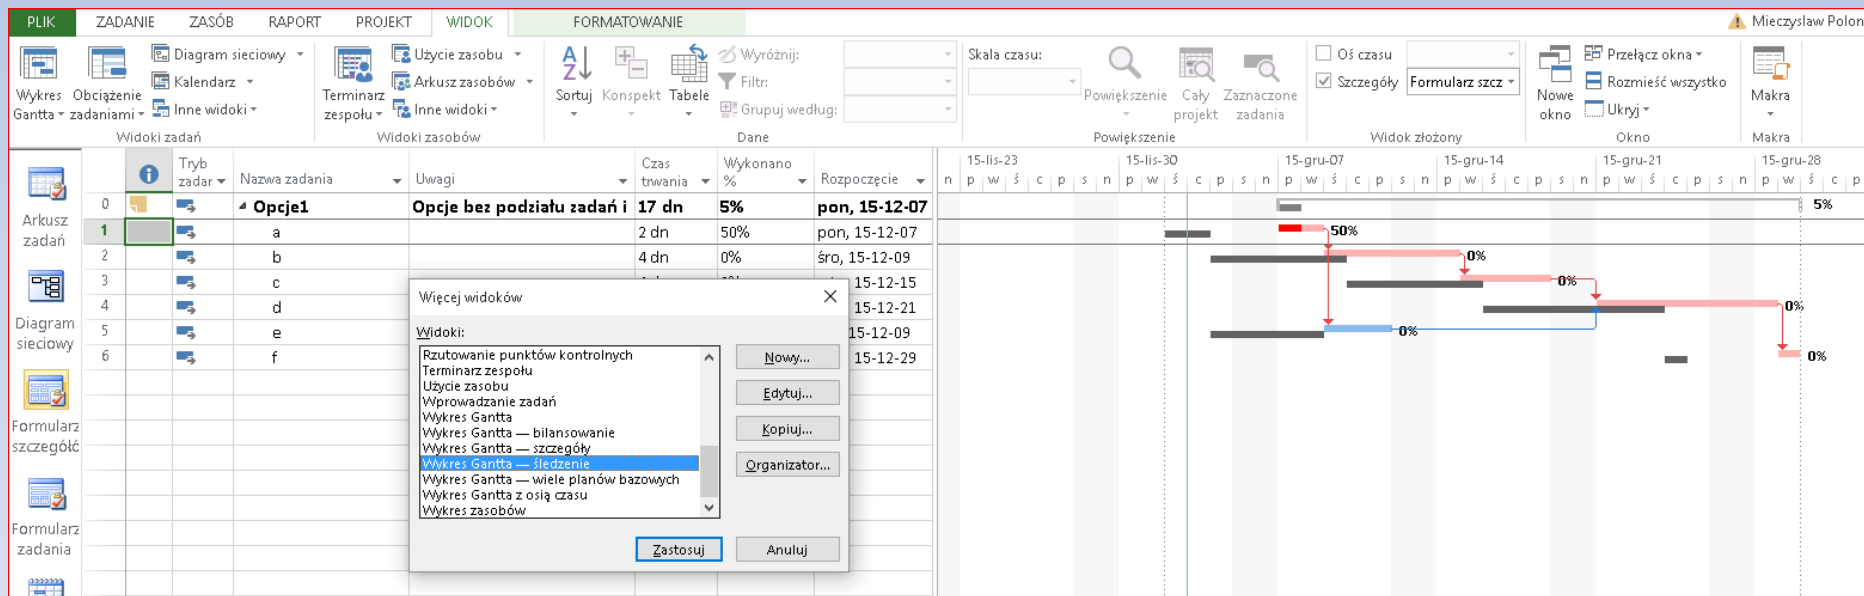 PLIK ZADANIE ZASÓB RAPORT PROJEKT WIDOK FORMATOWANIE Mieczyslaw Polon
Wykres Gantta
Obciążenie zadaniami
Diagram sieciowy
Kalendarz
Inne widoki
Widoki zadań
Terminarz zespołu
Użycie zasobu
Arkusz zasobów
Inne widoki
Widoki zasobów
A
Z
Sortuj
Konspekt
Tabele
Wyróżnij:
Filtr:
Grupuj według:
Dane
Skala czasu:
Powiększenie
Cały projekt
Zaznaczone zadania
Powiększenie
Oś czasu
Szczegóły Formularz szcz
Widok złożony
Nowe okno
Przełącz okna
Rozmieść wszystko
Ukryj
Okno
Makra
Makra
Arkusz zadań
Diagram sieciowy
Formularz szczegółć
Formularz zadania
Tryb zadar Nazwa zadania Uwagi Czas trwania Wykonano % Rozpoczęcie
0 Opcje1 Opcje bez podziału zadań i 17 dn 5% pon, 15-12-07
1 a 2 dn 50% pon, 15-12-07
2 b 4 dn 0% śro, 15-12-09
3 c 15-12-15
4 d 15-12-21
5 e 15-12-09
6 f 15-12-29
15-lis-23 15-lis-30 15-gru-07 15-gru-14 15-gru-21 15-gru-28
n p w ś c p s n p w ś c p s n p w ś c p s n p w ś c p s n p w ś c p s n p w ś c p
5%
50%
0%
0%
0%
0%
0%
Więcej widoków
Widoki:
Rzutowanie punktów kontrolnych
Terminarz zespołu
Użycie zasobu
Wprowadzanie zadań
Wykres Gantta
Wykres Gantta — bilansowanie
Wykres Gantta — szczegóły
Wykres Gantta — śledzenie
Wykres Gantta — wiele planów bazowych
Wykres Gantta z osią czasu
Wykres zasobów
Nowy...
Edytuj...
Kopiuj...
Organizator...
Zastosuj
Anuluj